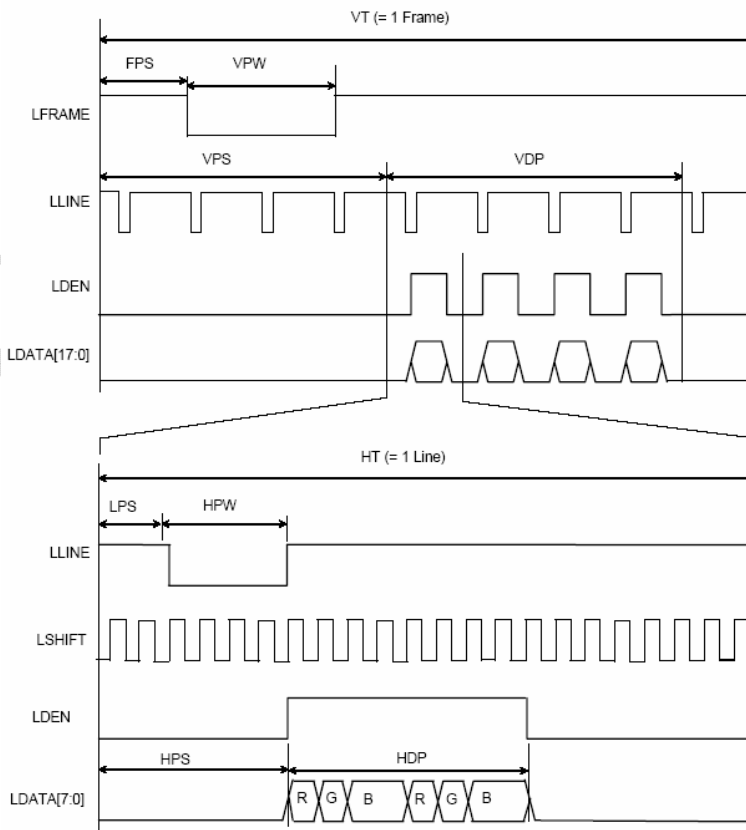 VT (= 1 Frame)
FPS VPW
LFRAME
VPS VDP
LLINE
LDEN
LDATA[17:0]
HT (= 1 Line)
LPS HPW
LLINE
LSHIFT
LDEN
HPS HDP
LDATA[7:0] R G B R G B